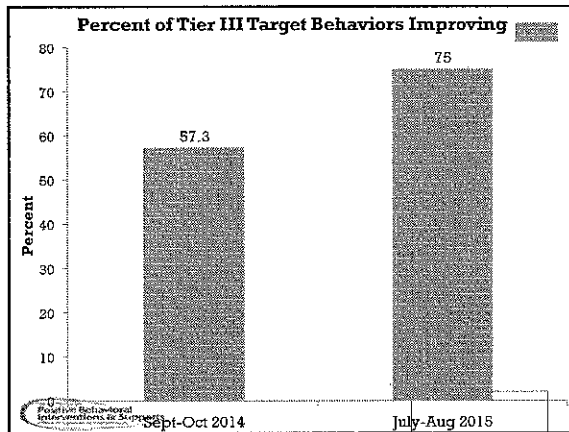 Percent of Tier III Target Behaviors Improving
80
70
60
50
40
30
20
10
0
Percent
57.3
75
Sept-Oct 2014
July-Aug 2015
Positive Behavioral
Interventions & Supports